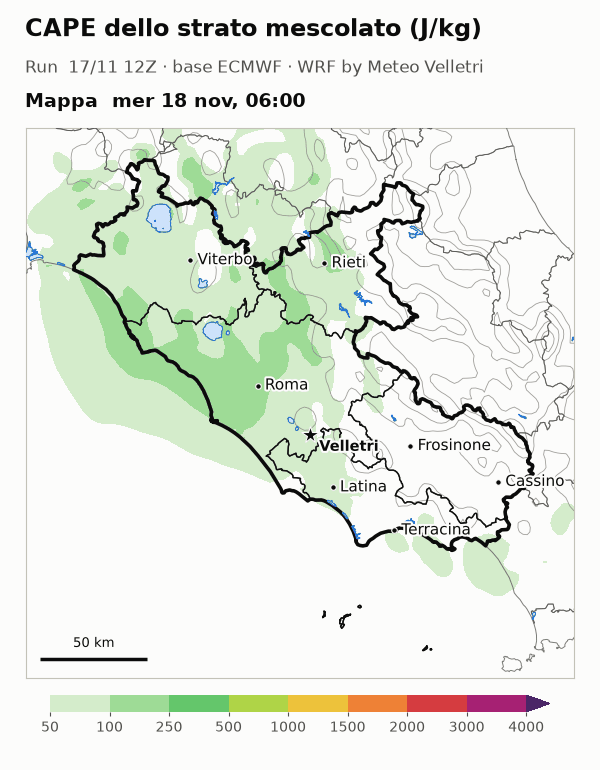 CAPE dello strato mescolato (J/kg)
Run  17/11 12Z · base ECMWF · WRF by Meteo Velletri
Mappa  mer 18 nov, 06:00
Viterbo
Rieti
Roma
Velletri
Frosinone
Cassino
Latina
Terracina
50 km
50 100 250 500 1000 1500 2000 3000 4000